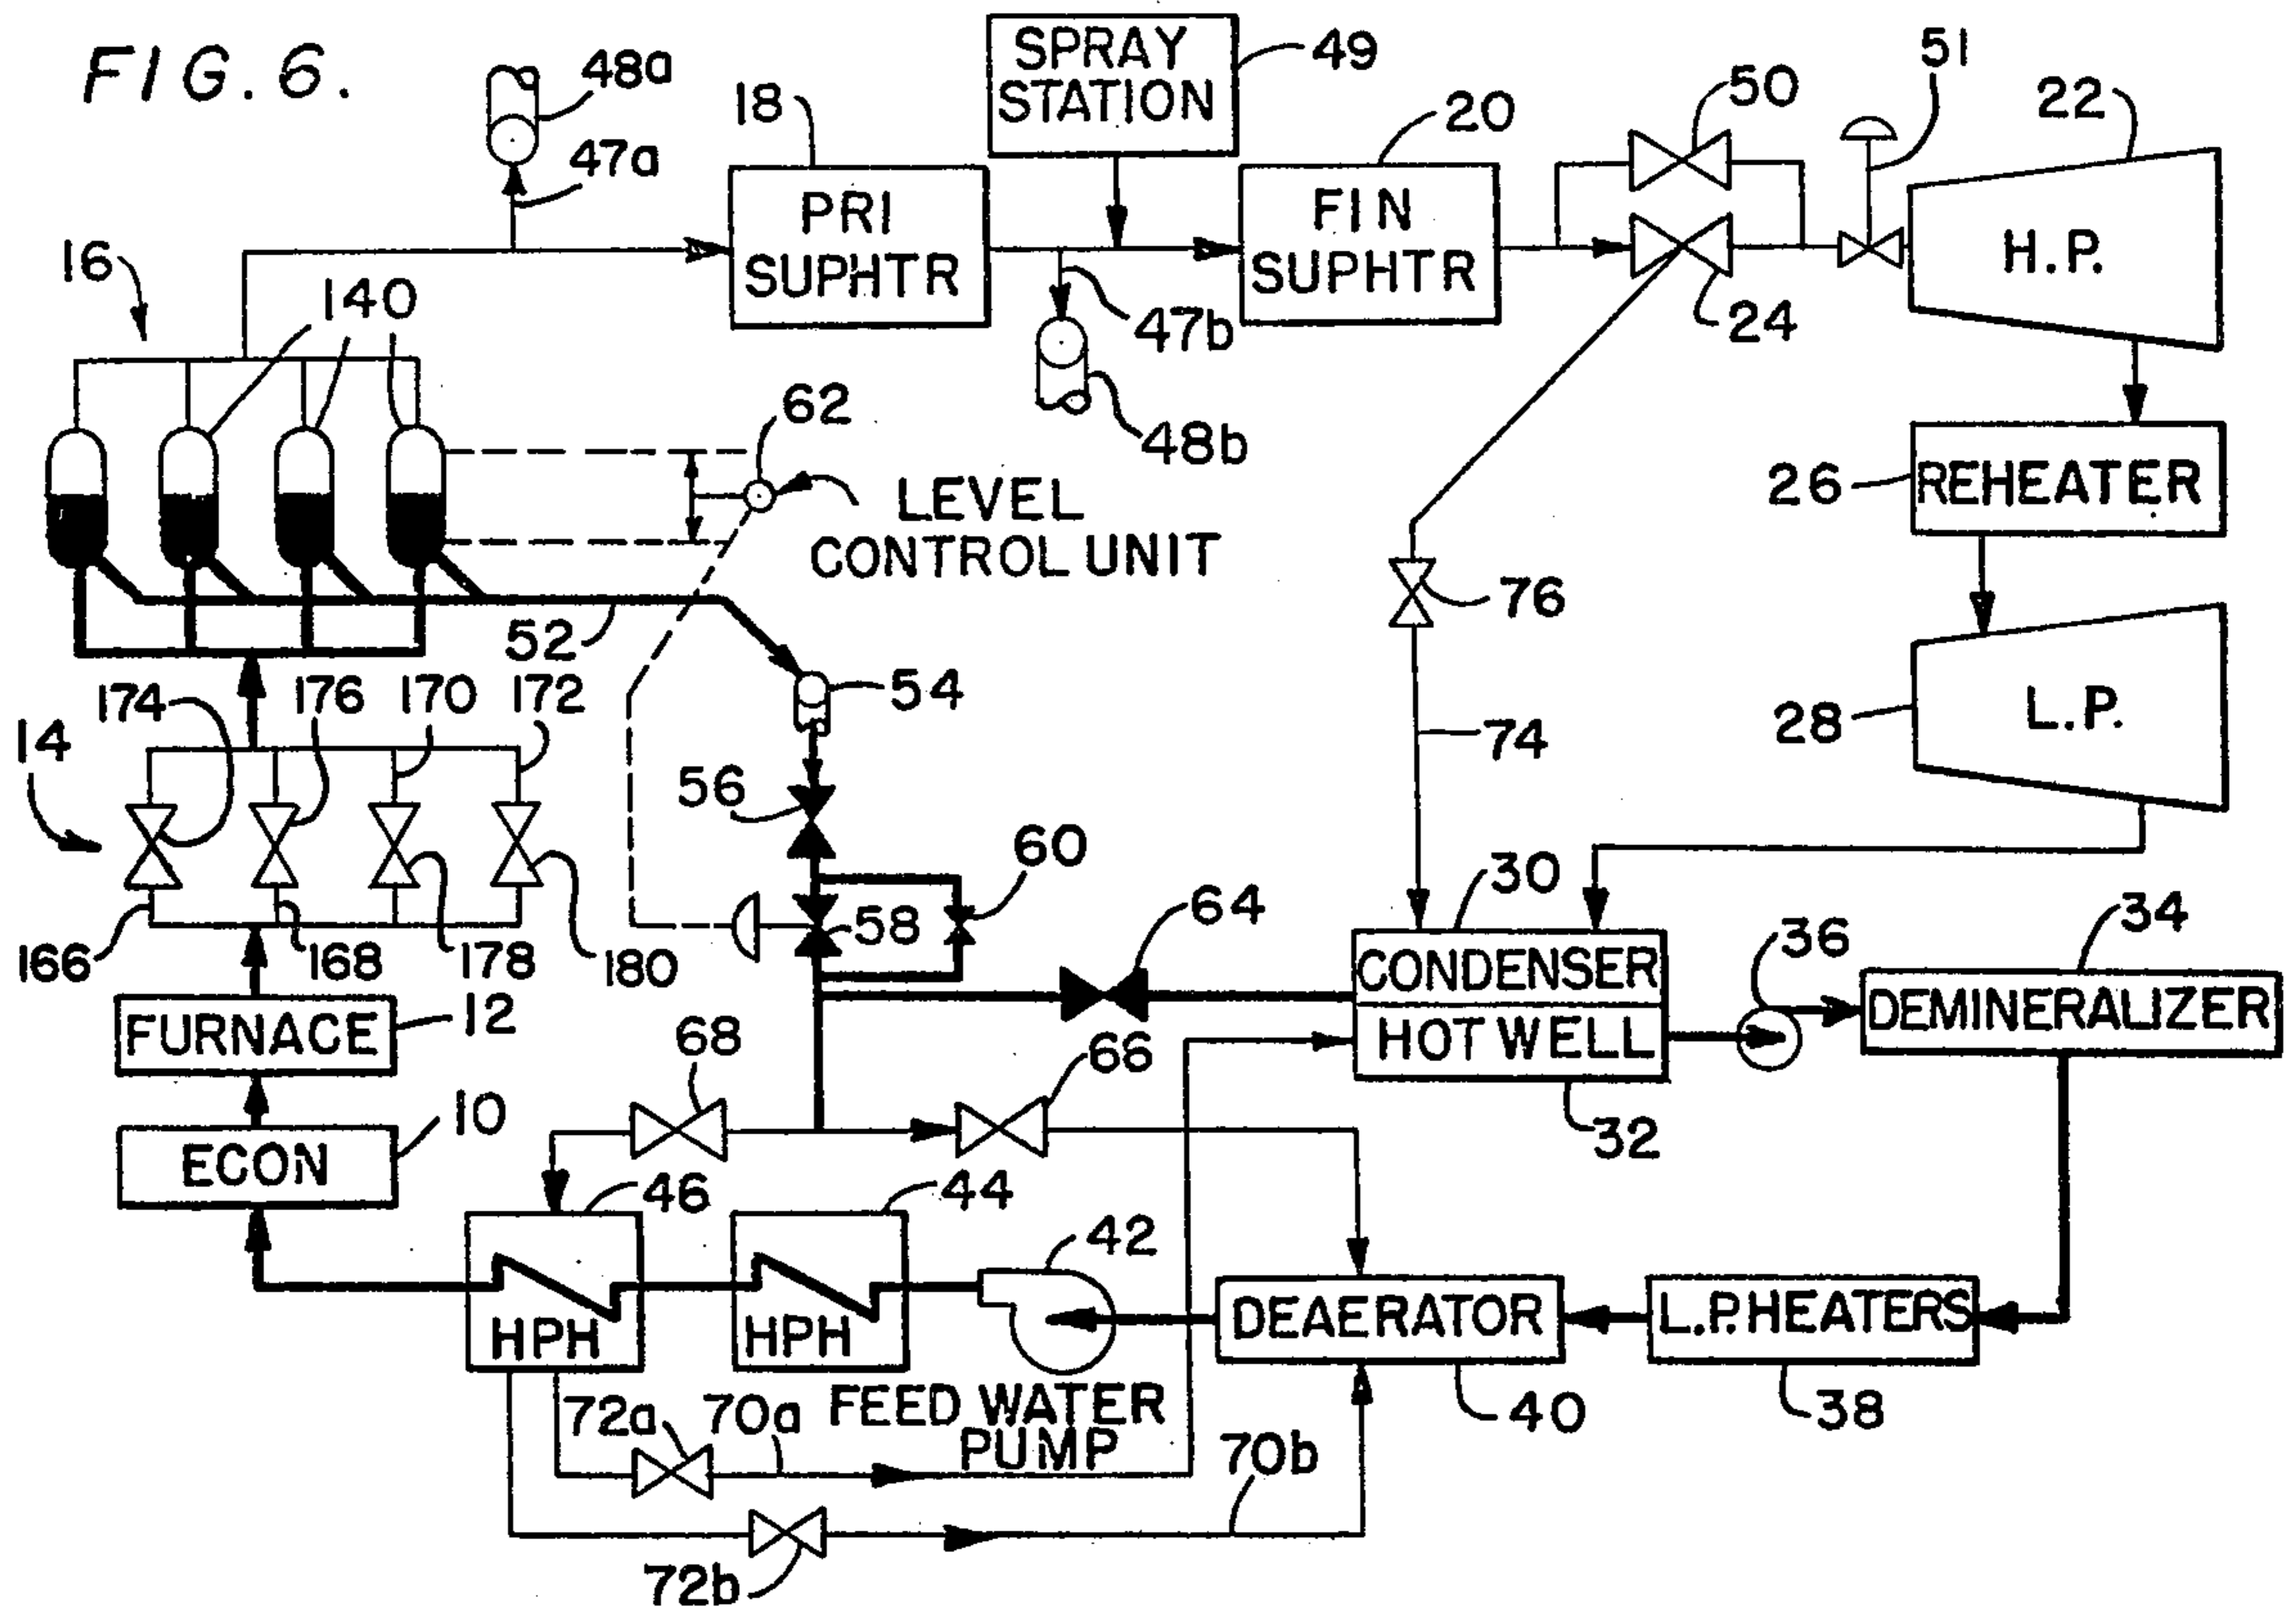 FIG. 6.
48a
47a
18
SPRAY
STATION
49
20
50
51
22
PRI
SUPHTR
FIN
SUPHTR
H.P.
16
140
47b
48b
24
62
LEVEL
CONTROL UNIT
26
REHEATER
76
52
54
174
176
170
172
14
56
74
28
L.P.
60
58
64
30
36
34
166
168
178
180
CONDENSER
HOT WELL
DEMINERALIZER
FURNACE
12
68
66
32
ECON
10
46
44
42
HPH
HPH
DEAERATOR
L.P. HEATERS
FEED WATER
PUMP
72a
70a
70b
40
38
72b